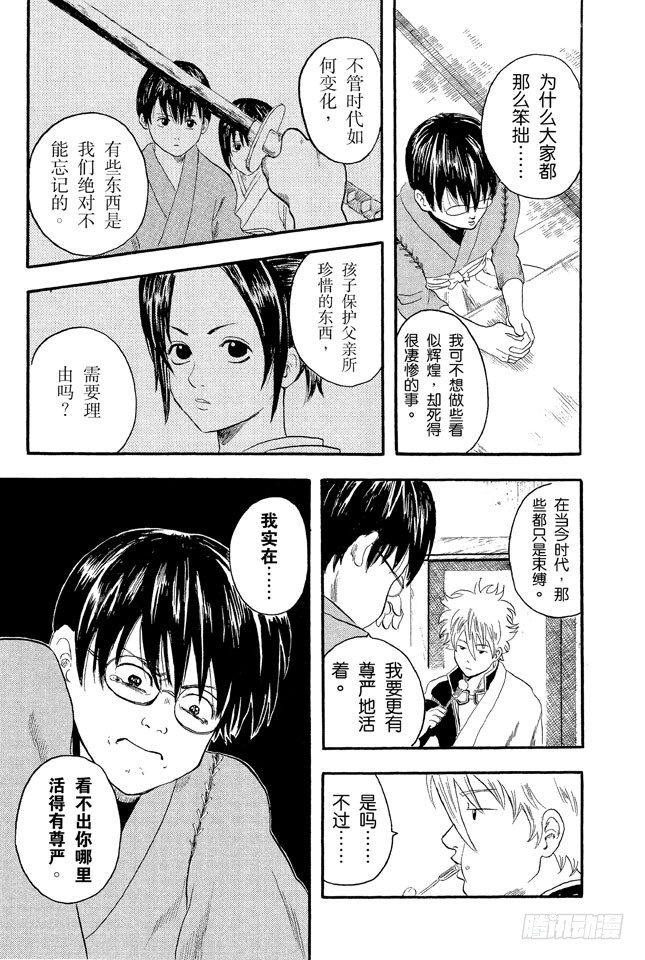 为什么大家都
那么笨拙……
我可不想做些看
似辉煌，却死得
很凄惨的事。
不管时代如
何变化，
有些东西是
我们绝对不
能忘记的。
孩子保护父亲所
珍惜的东西，
需要理
由吗？
在当今时代，那
些都只是束缚。
我要更有
尊严地活
着。
是吗……
不过……
我实在……
看不出你哪里
活得有尊严。
腾讯动漫